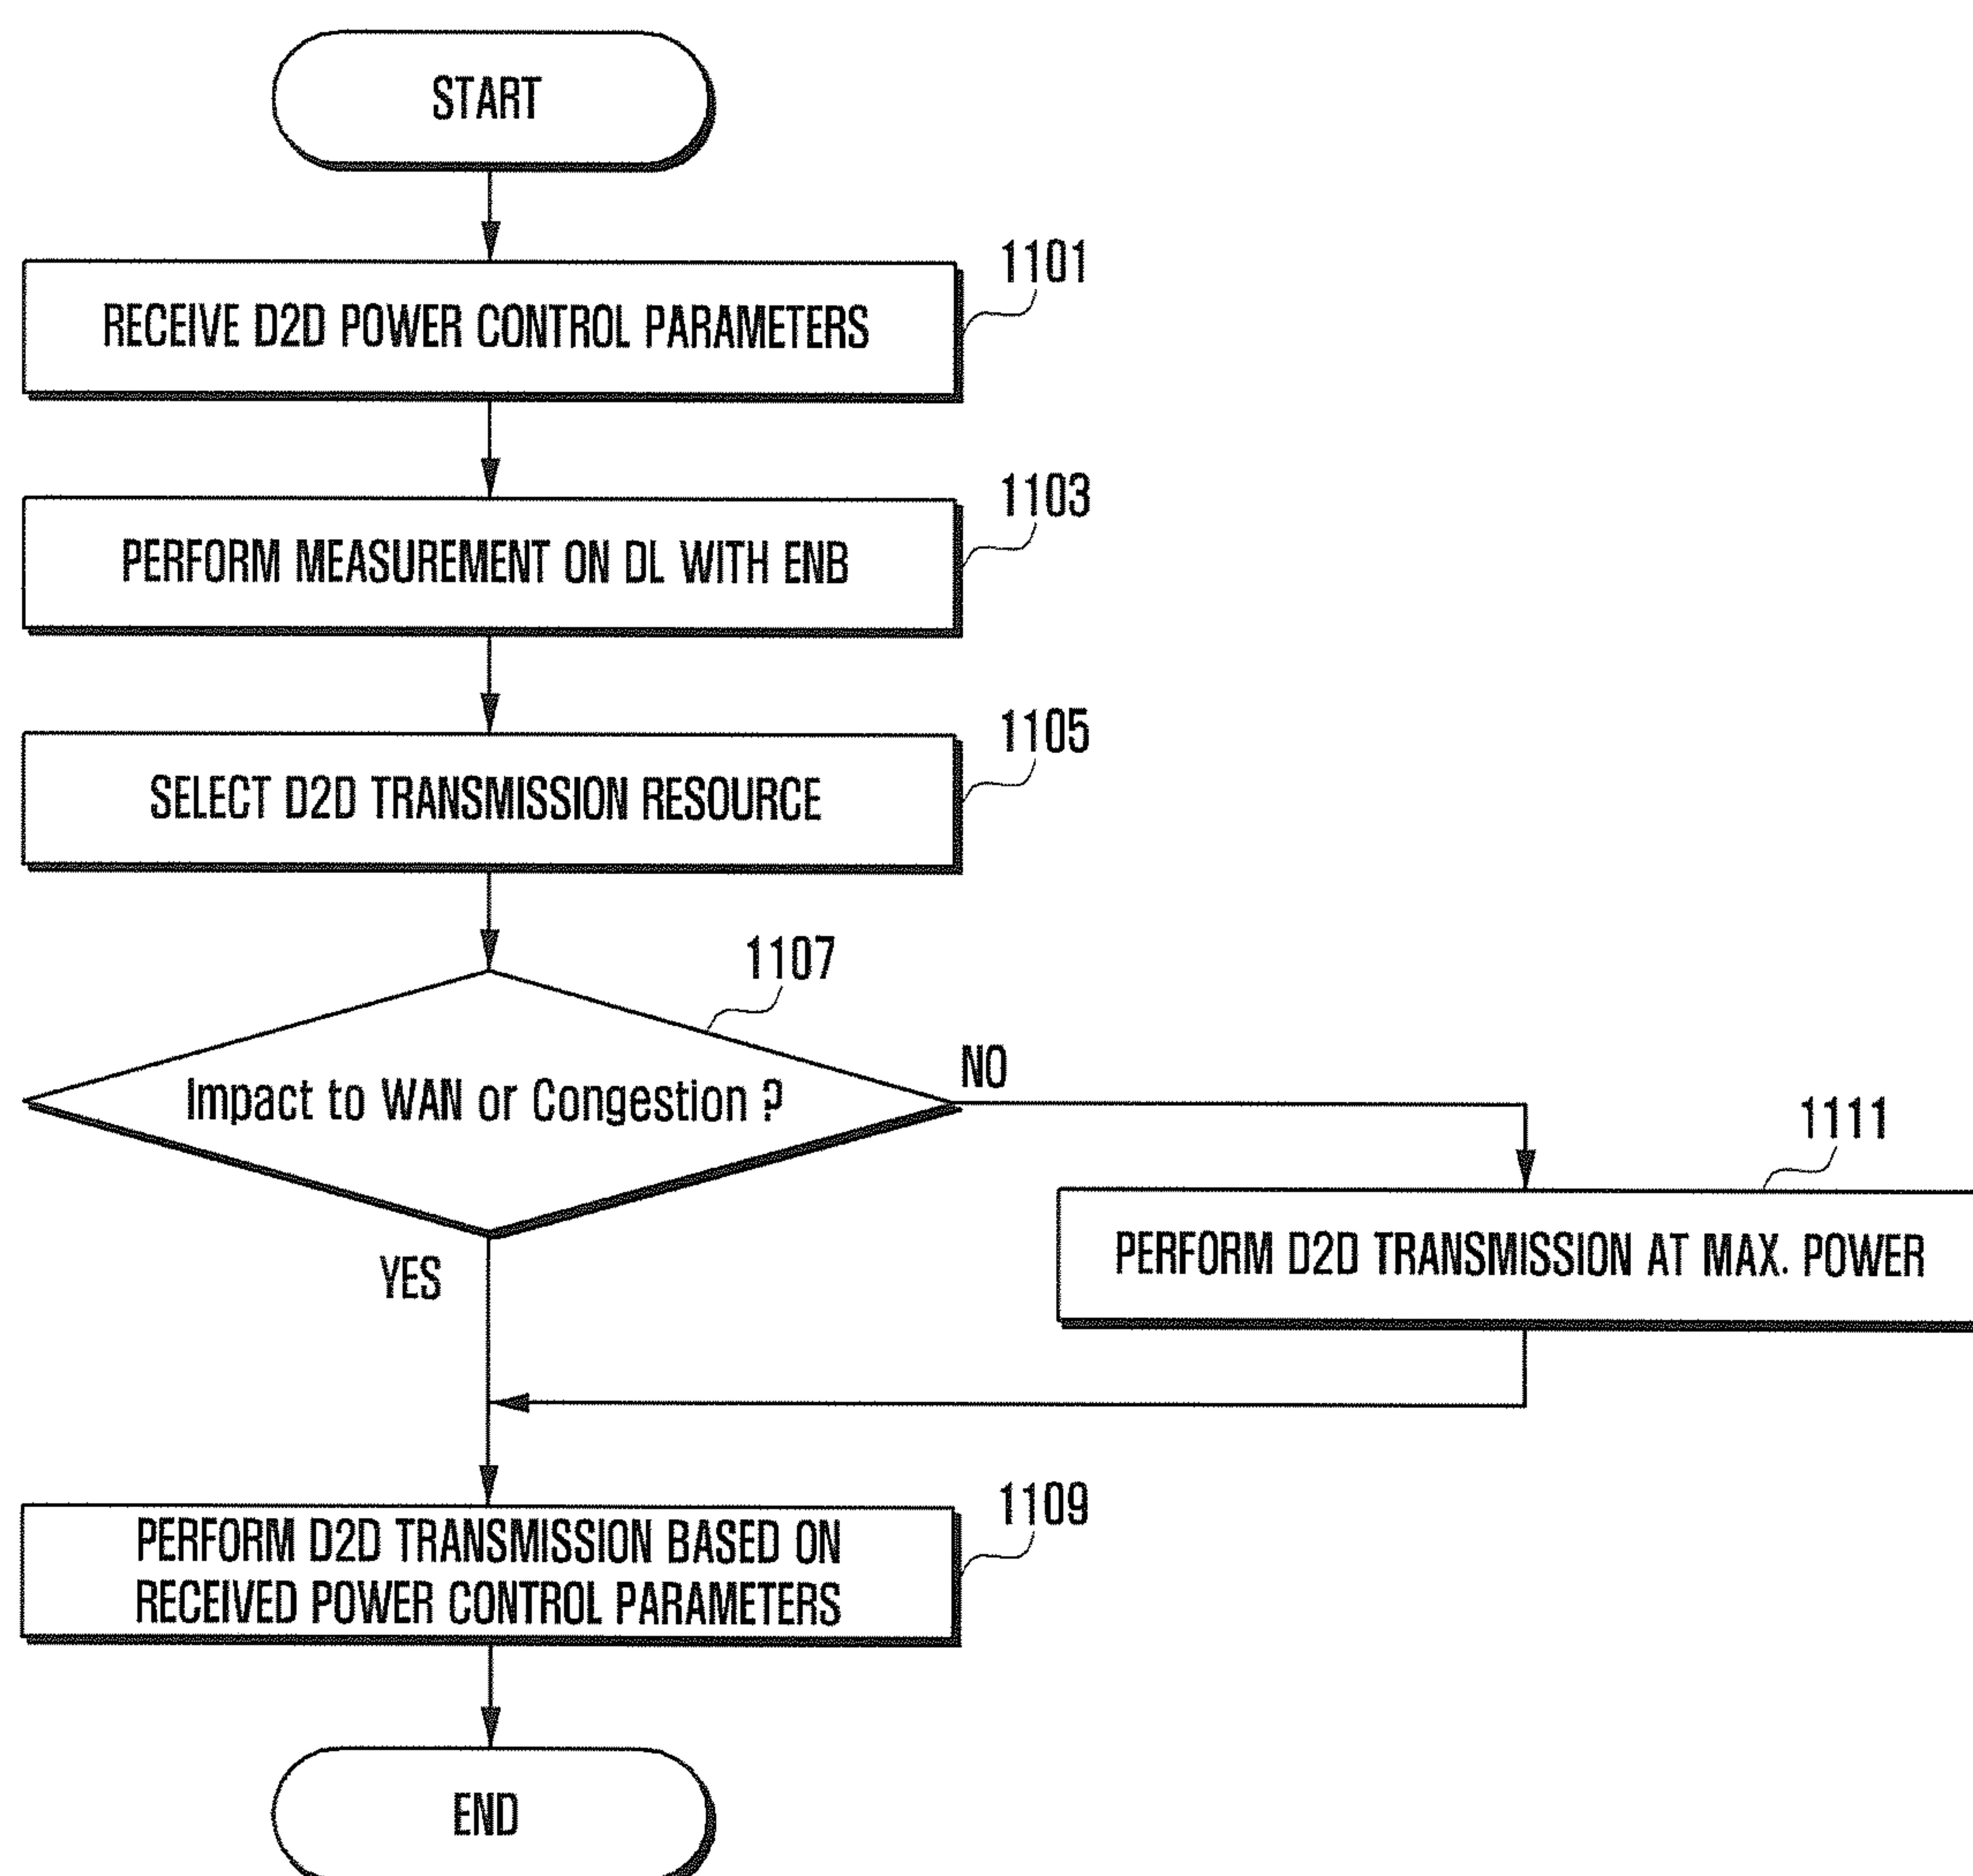 START
1101
RECEIVE D2D POWER CONTROL PARAMETERS
1103
PERFORM MEASUREMENT ON DL WITH ENB
1105
SELECT D2D TRANSMISSION RESOURCE
1107
Impact to WAN or Congestion ?
NO
1111
PERFORM D2D TRANSMISSION AT MAX. POWER
YES
1109
PERFORM D2D TRANSMISSION BASED ON
RECEIVED POWER CONTROL PARAMETERS
END